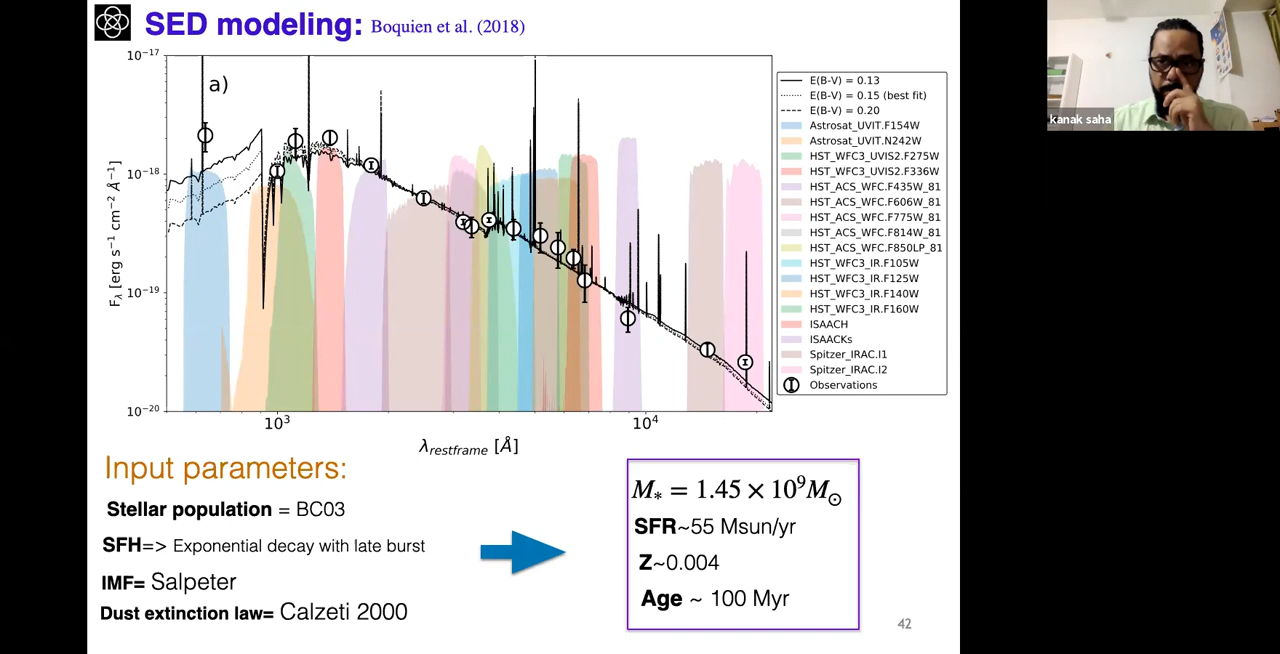 SED modeling: Boquien et al. (2018)
a)
10⁻¹⁷
10⁻¹⁸
10⁻¹⁹
10⁻²⁰
F_λ [erg s⁻¹ cm⁻² Å⁻¹]
10³
10⁴
λ_restframe [Å]
E(B-V) = 0.13
E(B-V) = 0.15 (best fit)
E(B-V) = 0.20
Astrosat_UVIT.F154W
Astrosat_UVIT.N242W
HST_WFC3_UVIS2.F275W
HST_WFC3_UVIS2.F336W
HST_ACS_WFC.F435W_81
HST_ACS_WFC.F606W_81
HST_ACS_WFC.F775W_81
HST_ACS_WFC.F814W_81
HST_ACS_WFC.F850LP_81
HST_WFC3_IR.F105W
HST_WFC3_IR.F125W
HST_WFC3_IR.F140W
HST_WFC3_IR.F160W
ISAACH
ISAACKs
Spitzer_IRAC.I1
Spitzer_IRAC.I2
Observations
kanak saha
Input parameters:
Stellar population = BC03
SFH=> Exponential decay with late burst
IMF= Salpeter
Dust extinction law= Calzeti 2000
M_* = 1.45 × 10⁹M_⊙
SFR~55 Msun/yr
Z~0.004
Age ~ 100 Myr
42